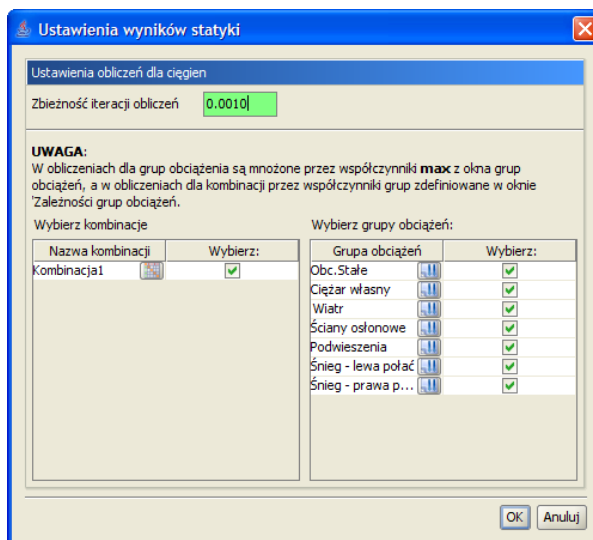 Ustawienia wyników statyki
Ustawienia obliczeń dla cięgien
Zbieżność iteracji obliczeń 0.0010
UWAGA:
W obliczeniach dla grup obciążenia są mnożone przez współczynniki max z okna grup
obciążeń, a w obliczeniach dla kombinacji przez współczynniki grup zdefiniowane w oknie
'Zależności grup obciążeń.
Wybierz kombinacje Wybierz grupy obciążeń:
Nazwa kombinacji Wybierz: Grupa obciążeń Wybierz:
Kombinacja1 Obc.Stałe
Ciężar własny
Wiatr
Ściany osłonowe
Podwieszenia
Śnieg - lewa połać
Śnieg - prawa p...
OK Anuluj